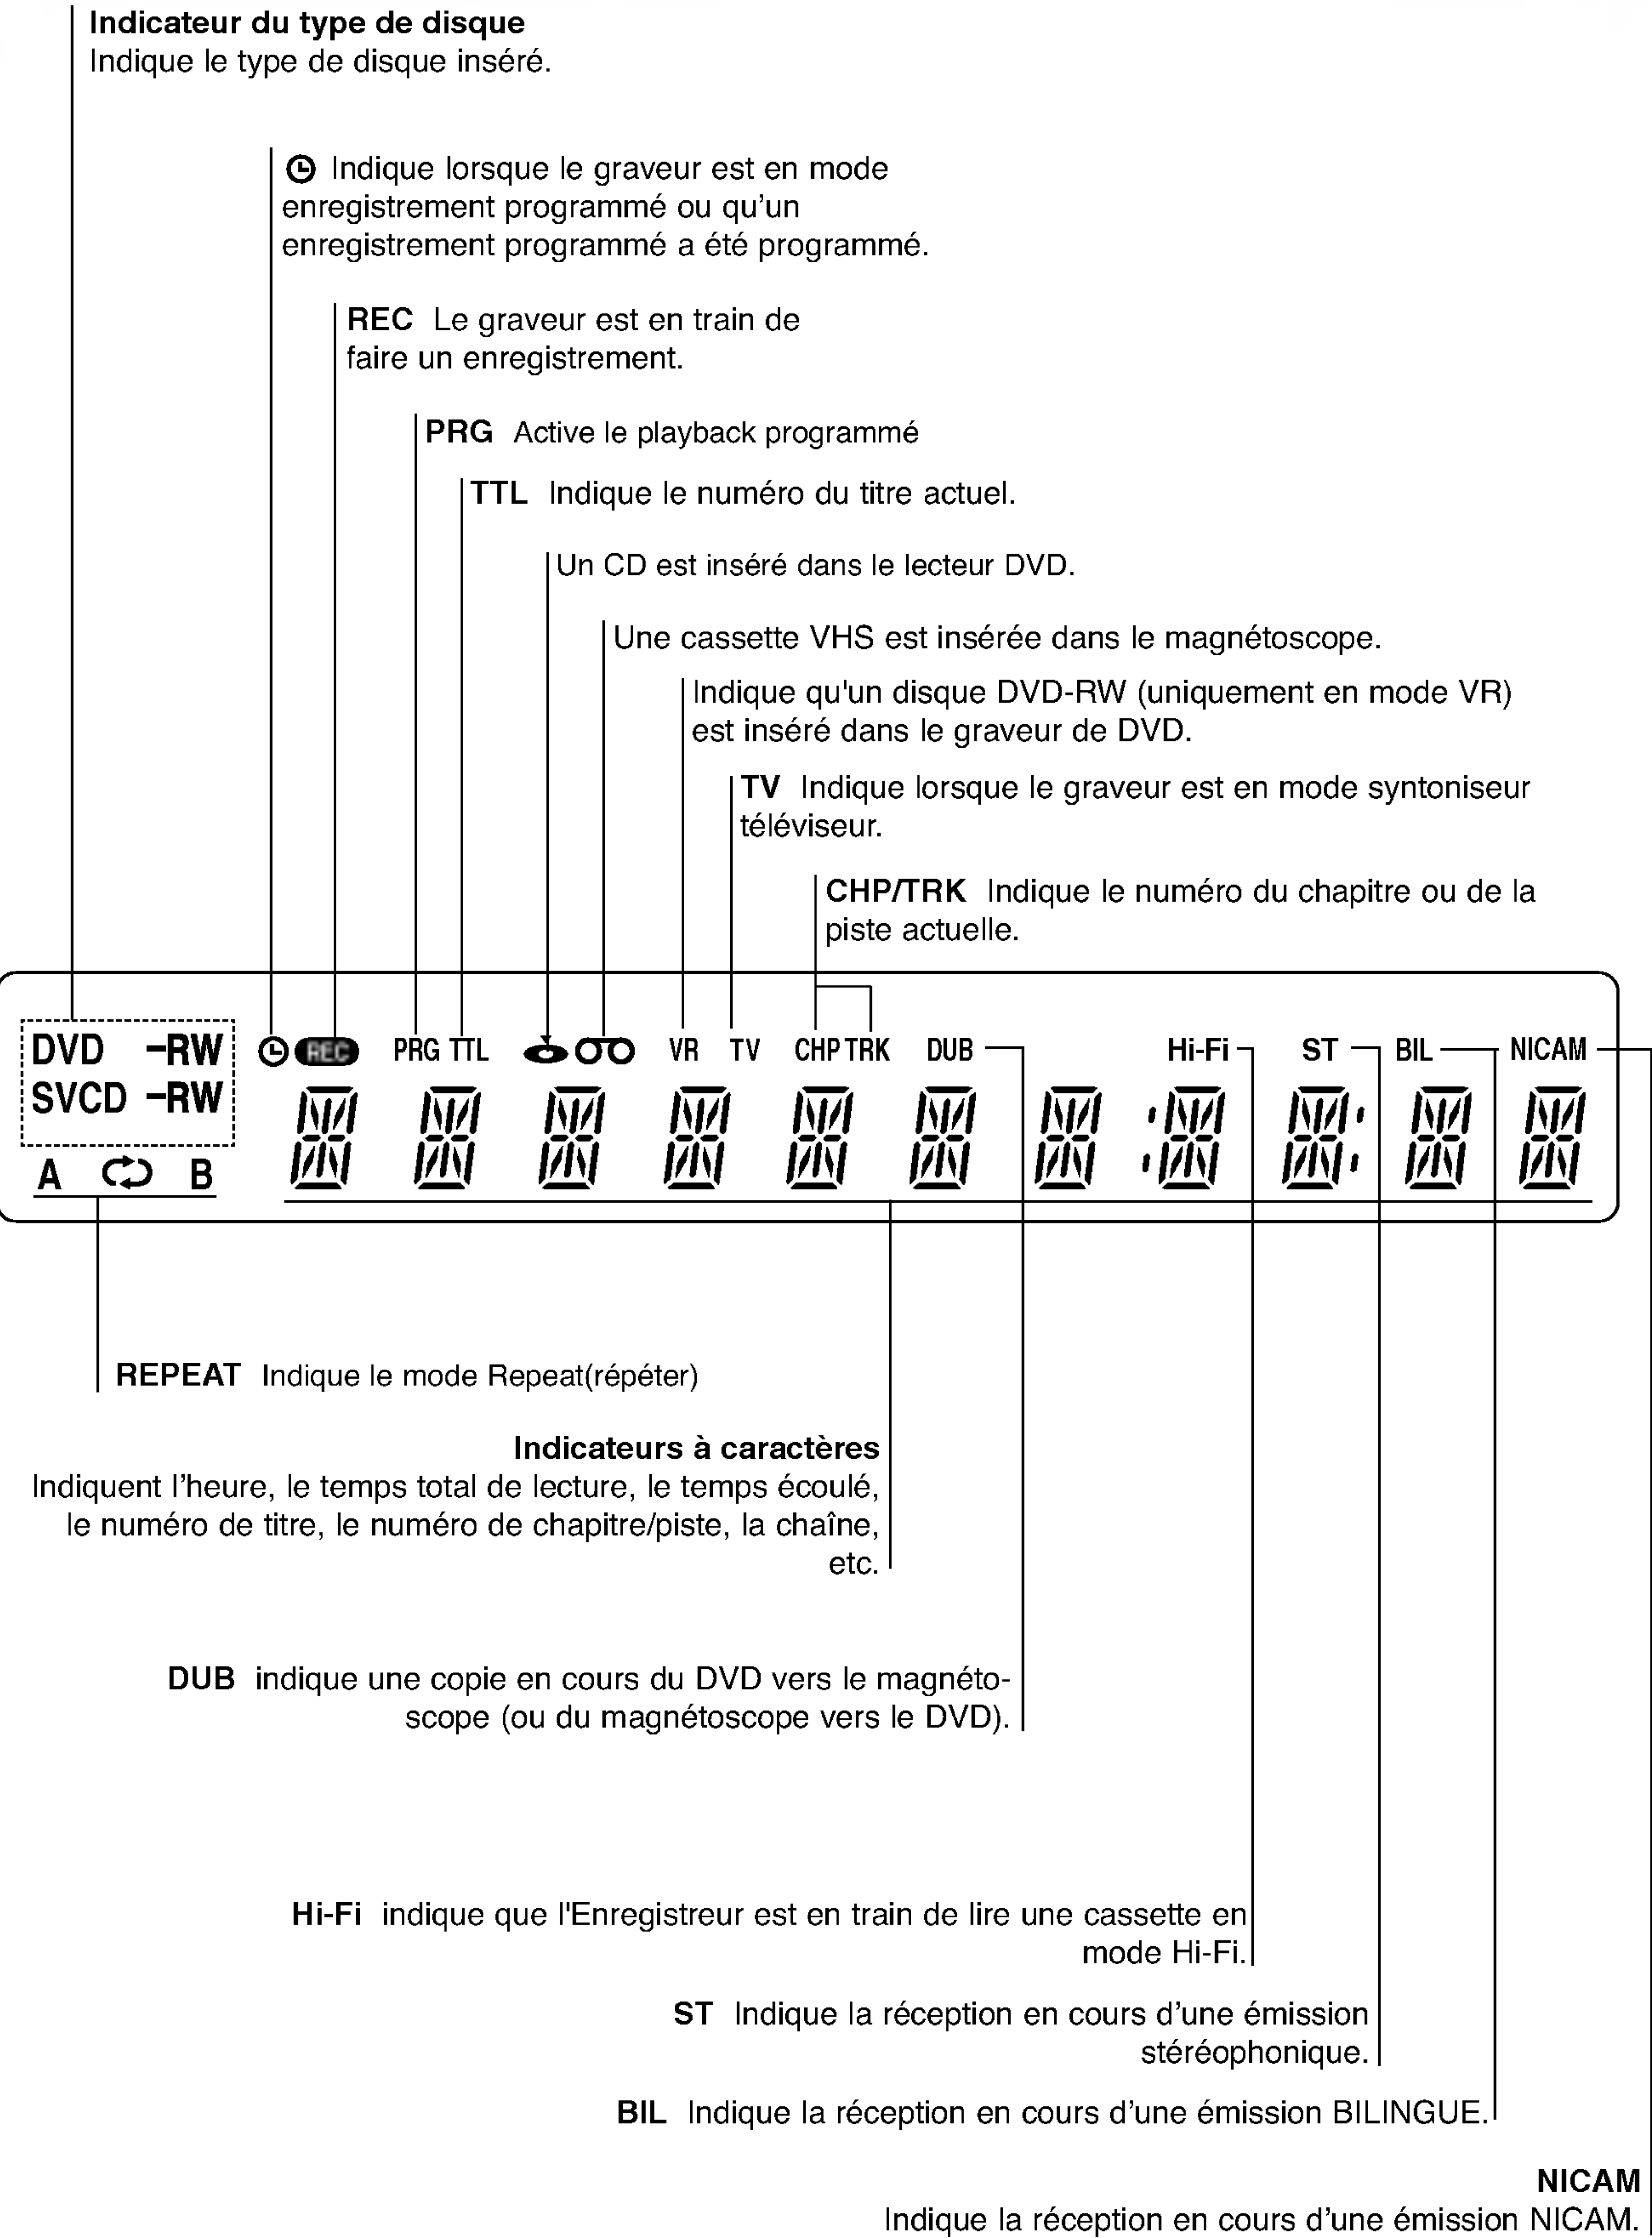 Indicateur du type de disque
Indique le type de disque inséré.
Indique lorsque le graveur est en mode
enregistrement programmé ou qu'un
enregistrement programmé a été programmé.
REC Le graveur est en train de
faire un enregistrement.
PRG Active le playback programmé
TTL Indique le numéro du titre actuel.
Un CD est inséré dans le lecteur DVD.
Une cassette VHS est insérée dans le magnétoscope.
Indique qu'un disque DVD-RW (uniquement en mode VR)
est inséré dans le graveur de DVD.
TV Indique lorsque le graveur est en mode syntoniseur
téléviseur.
CHP/TRK Indique le numéro du chapitre ou de la
piste actuelle.
DVD -RW REC PRG TTL VR TV CHP TRK DUB Hi-Fi ST BIL NICAM
SVCD -RW
A B
REPEAT Indique le mode Repeat(répéter)
Indicateurs à caractères
Indiquent l'heure, le temps total de lecture, le temps écoulé,
le numéro de titre, le numéro de chapitre/piste, la chaîne,
etc.
DUB indique une copie en cours du DVD vers le magnéto-
scope (ou du magnétoscope vers le DVD).
Hi-Fi indique que l'Enregistreur est en train de lire une cassette en
mode Hi-Fi.
ST Indique la réception en cours d'une émission
stéréophonique.
BIL Indique la réception en cours d'une émission BILINGUE.
NICAM
Indique la réception en cours d'une émission NICAM.